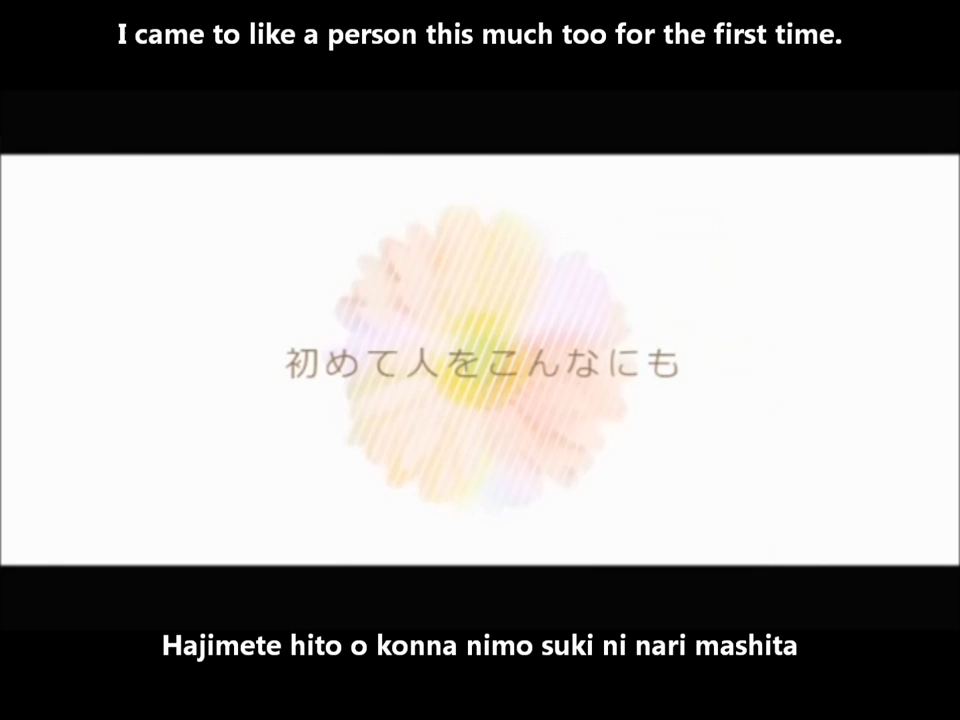 I came to like a person this much too for the first time.
初めて人をこんなにも
Hajimete hito o konna nimo suki ni nari mashita